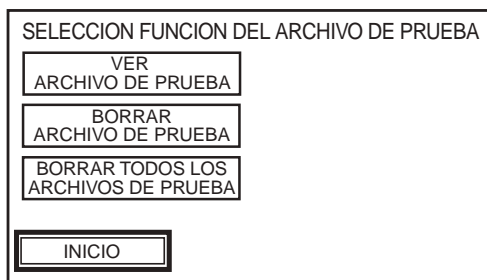 SELECCION FUNCION DEL ARCHIVO DE PRUEBA
VER
ARCHIVO DE PRUEBA
BORRAR
ARCHIVO DE PRUEBA
BORRAR TODOS LOS
ARCHIVOS DE PRUEBA
INICIO